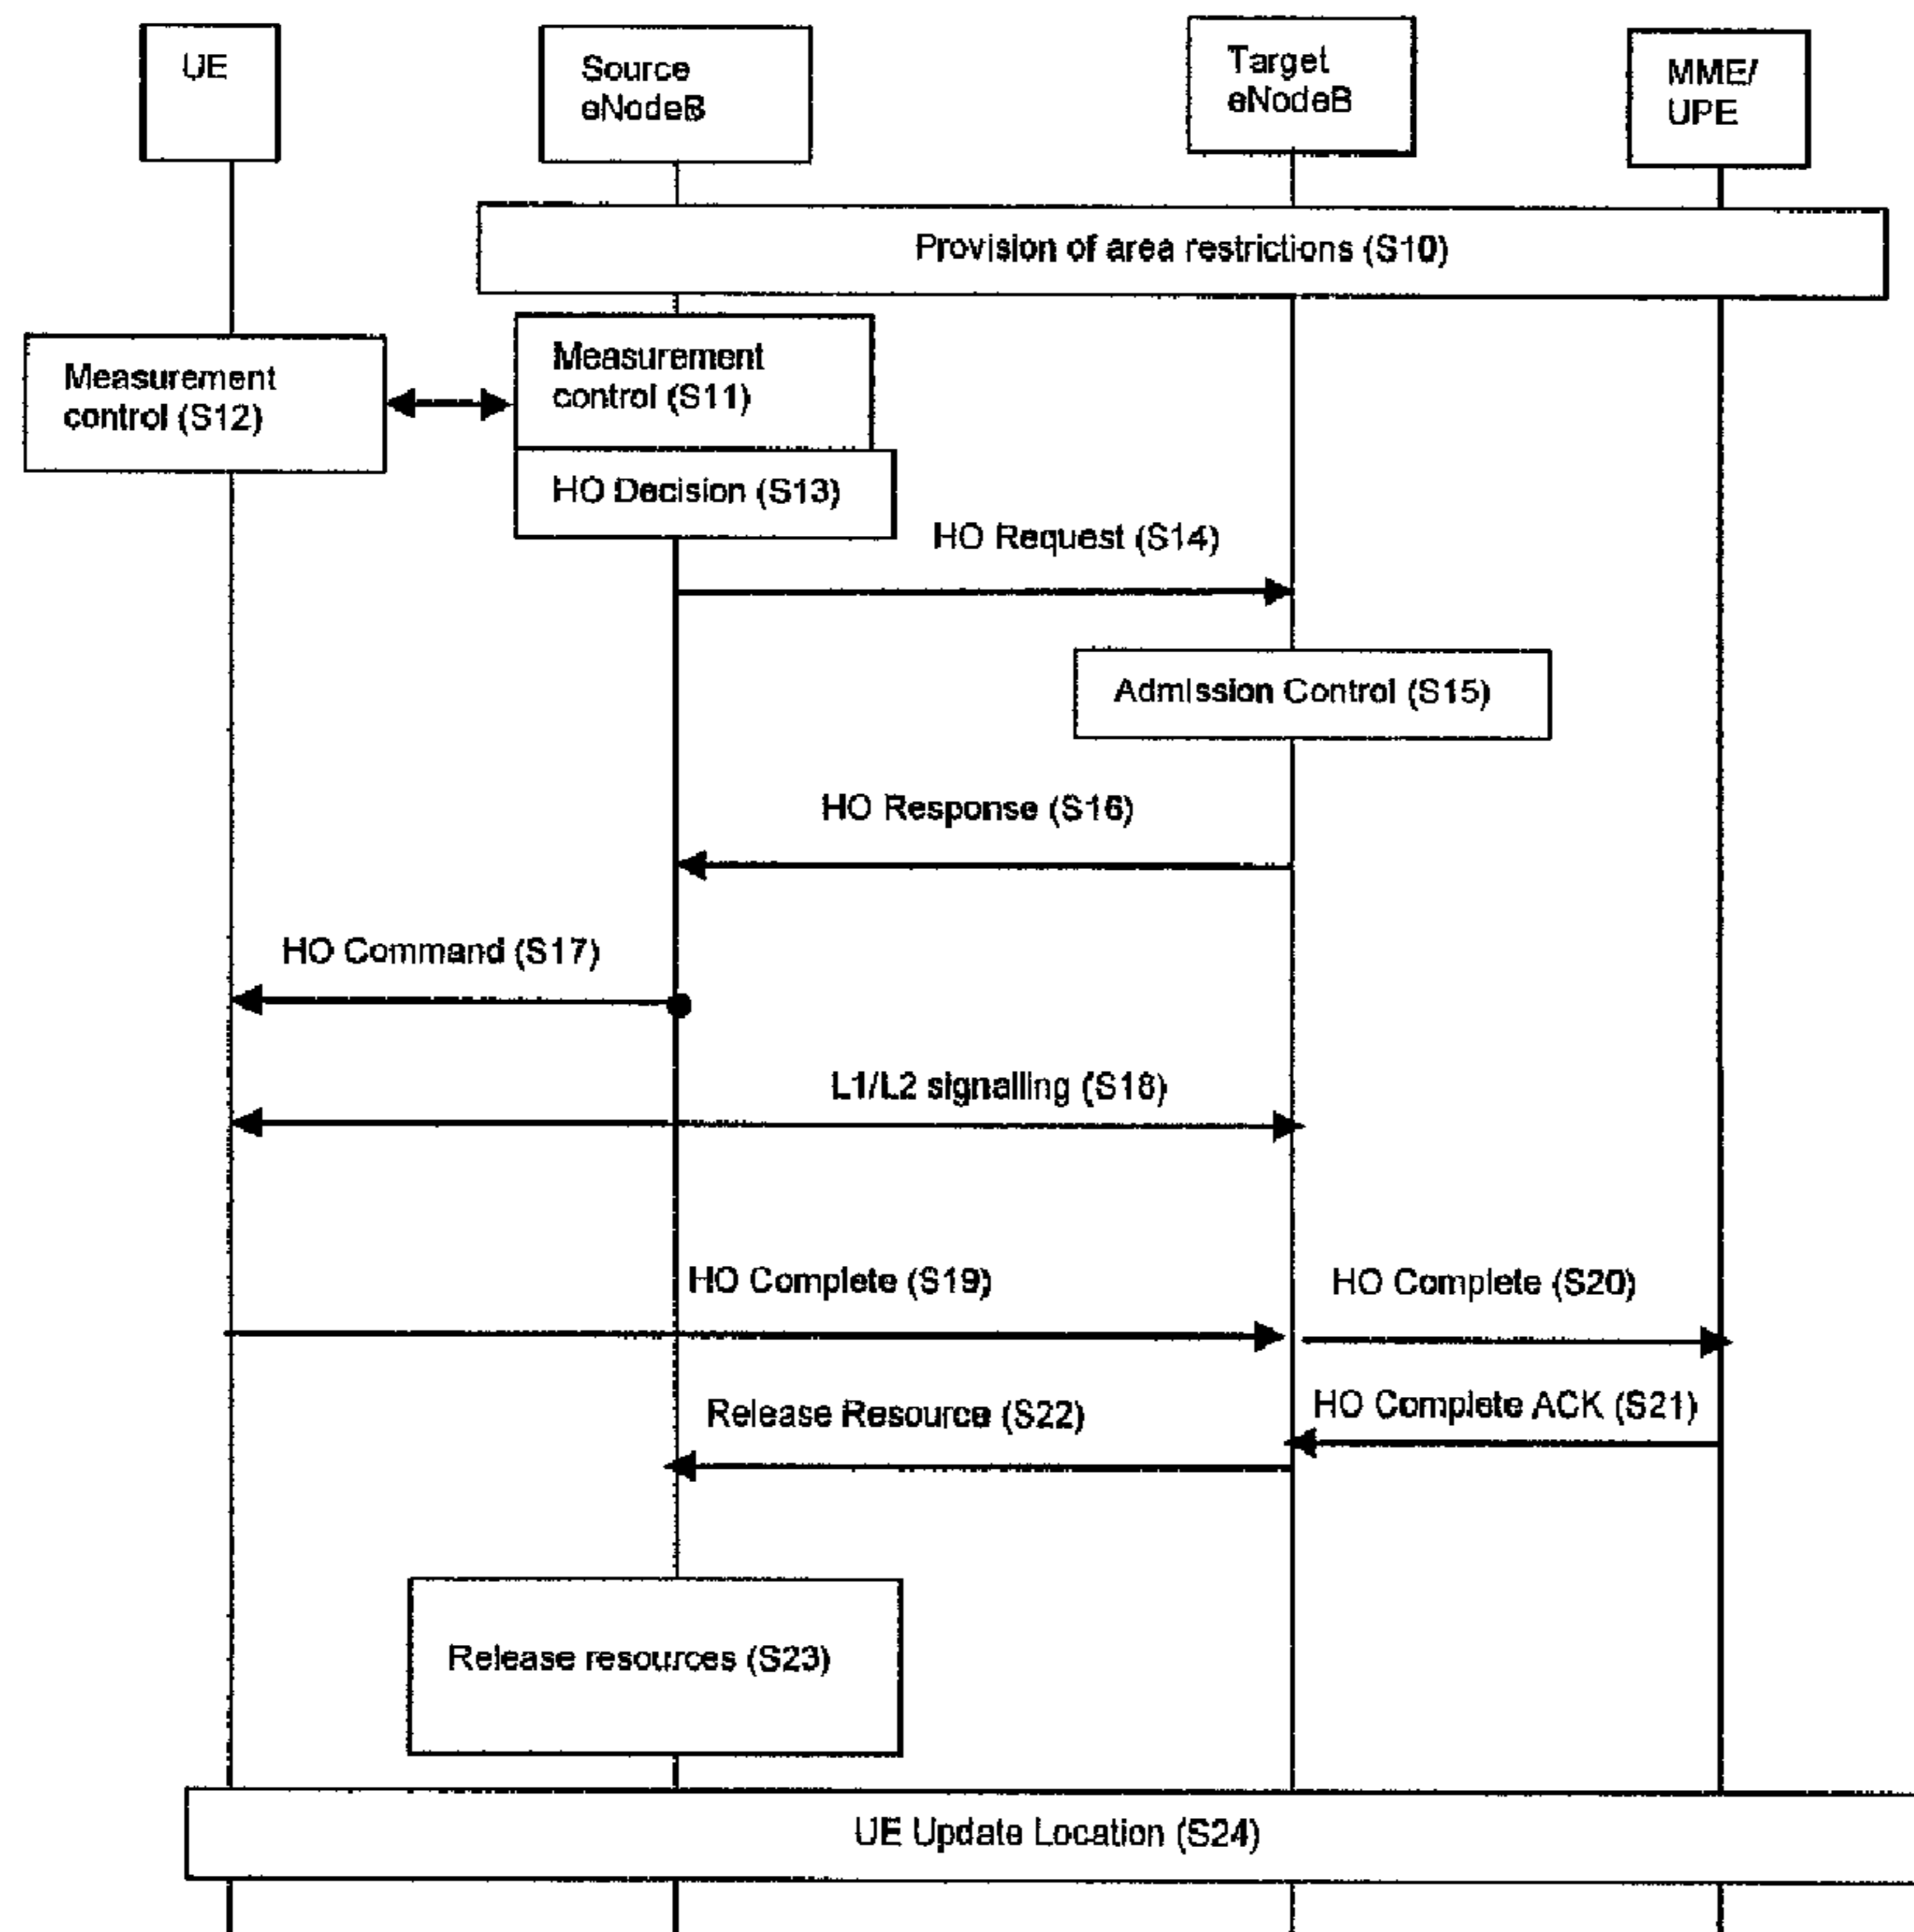 UE
Source
eNodeB
Target
eNodeB
MME/
UPE
Provision of area restrictions (S10)
Measurement
control (S12)
Measurement
control (S11)
HO Decision (S13)
HO Request (S14)
Admission Control (S15)
HO Response (S16)
HO Command (S17)
L1/L2 signalling (S18)
HO Complete (S19)
HO Complete (S20)
HO Complete ACK (S21)
Release Resource (S22)
Release resources (S23)
UE Update Location (S24)